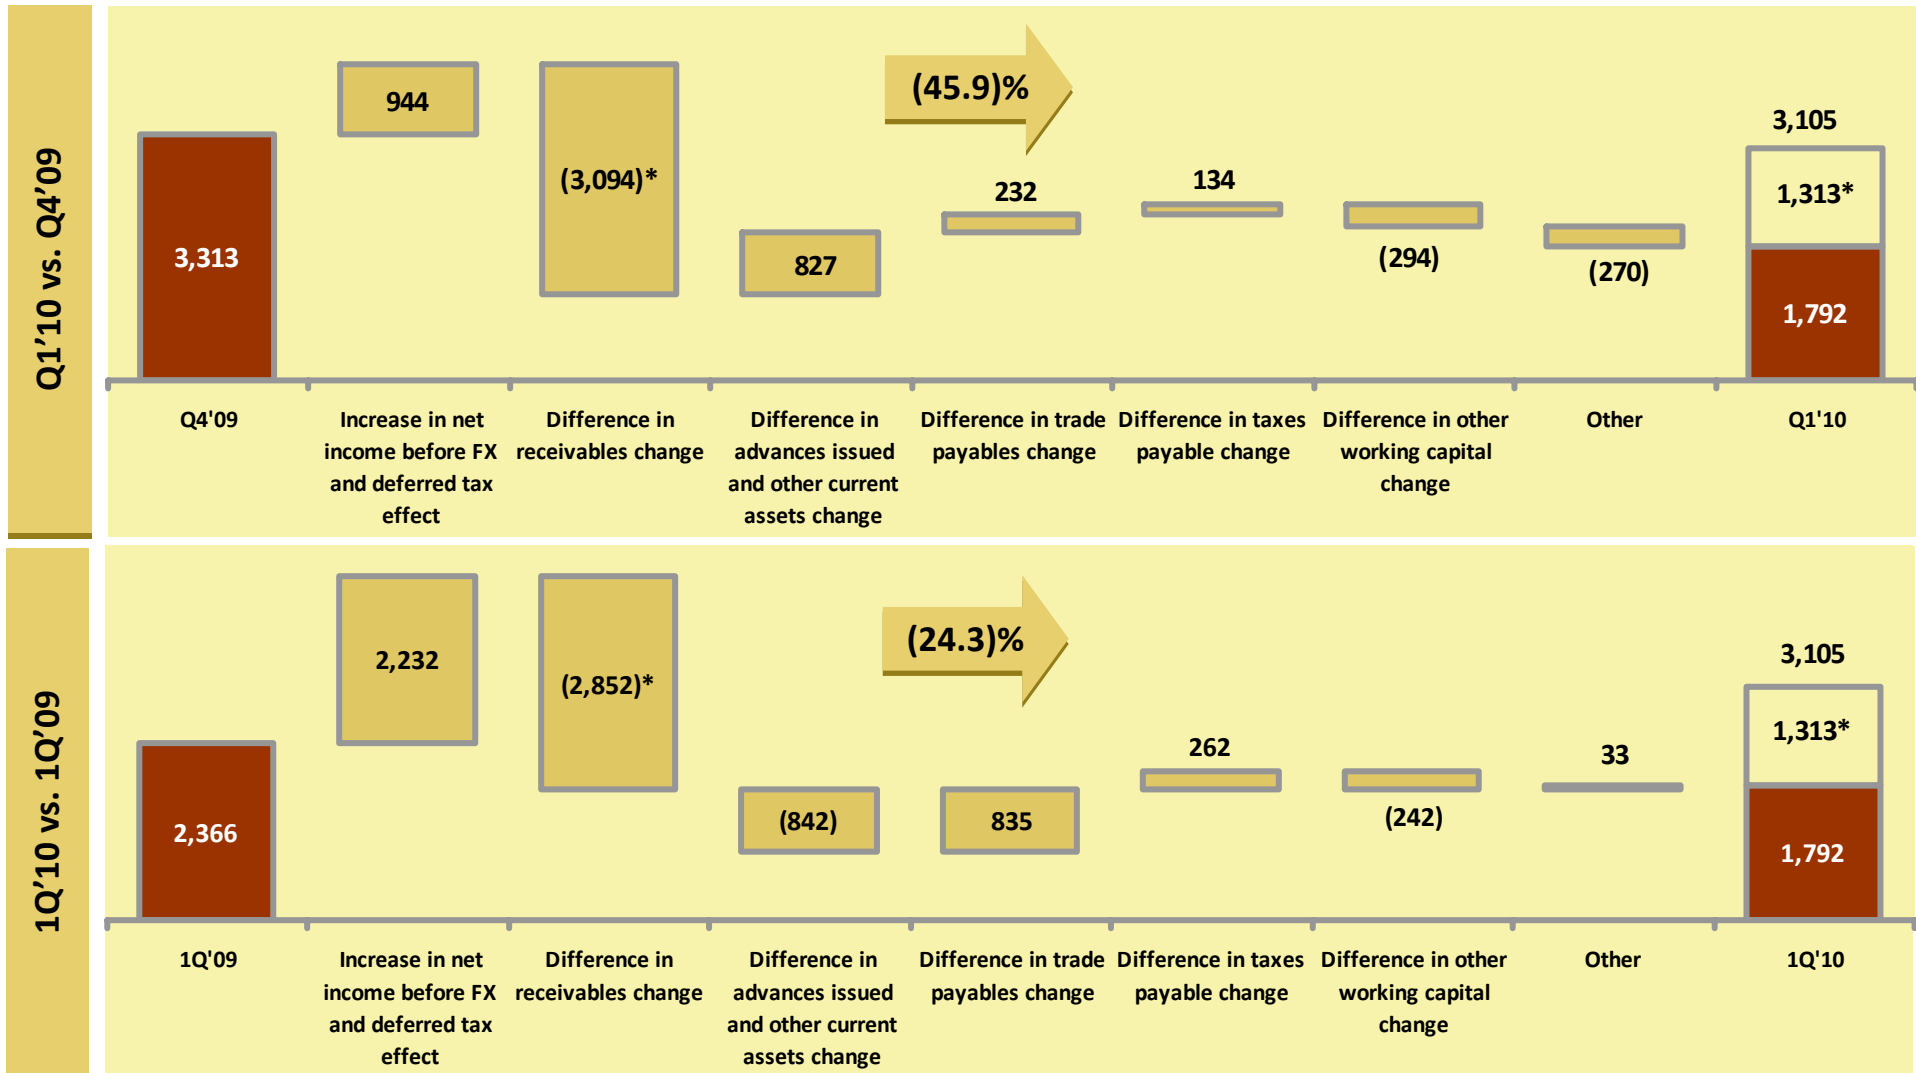 Q1’10 vs. Q4’09
944
(45.9)%
3,105
(3,094)*
232
134
1,313*
3,313
827
(294)
(270)
1,792
Q4'09
Increase in net
income before FX
and deferred tax
effect
Difference in
receivables change
Difference in
advances issued
and other current
assets change
Difference in trade
payables change
Difference in taxes
payable change
Difference in other
working capital
change
Other
Q1'10
1Q’10 vs. 1Q’09
2,232
(2,852)*
(24.3)%
3,105
1,313*
262
33
2,366
(842)
835
(242)
1,792
1Q'09
Increase in net
income before FX
and deferred tax
effect
Difference in
receivables change
Difference in
advances issued
and other current
assets change
Difference in trade
payables change
Difference in taxes
payable change
Difference in other
working capital
change
Other
1Q'10